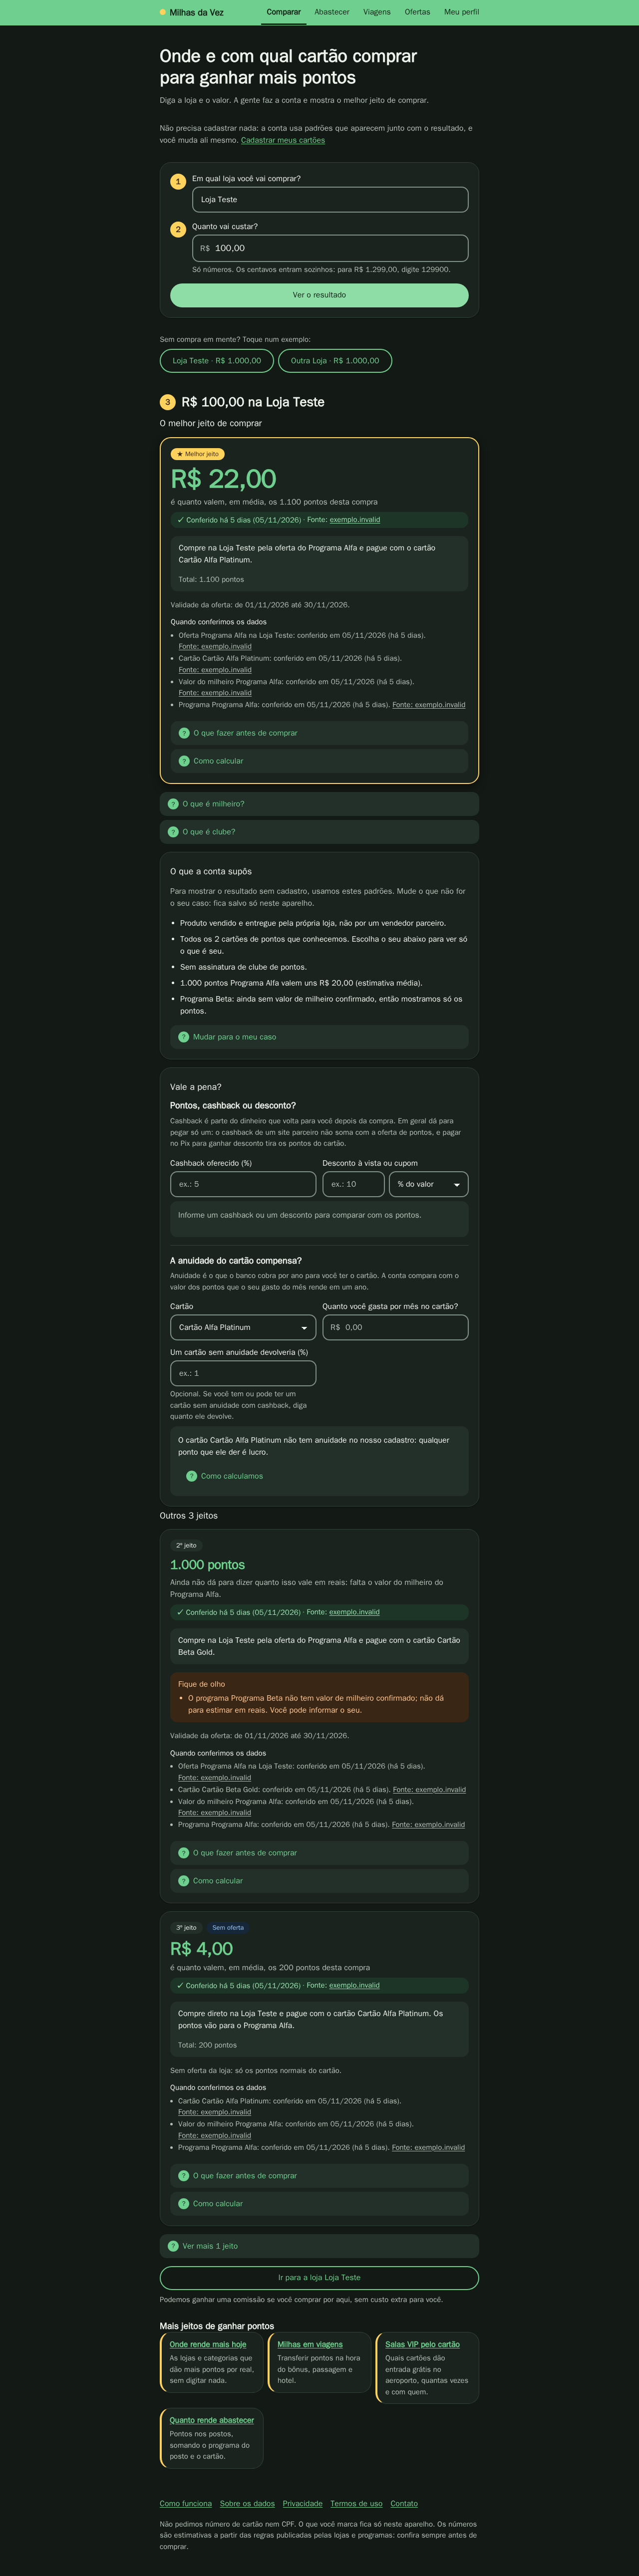 Milhas da Vez
Comparar
Abastecer
Viagens
Ofertas
Meu perfil
Onde e com qual cartão comprar
para ganhar mais pontos
Diga a loja e o valor. A gente faz a conta e mostra o melhor jeito de comprar.
Não precisa cadastrar nada: a conta usa padrões que aparecem junto com o resultado, e
você muda ali mesmo. Cadastrar meus cartões
1
Em qual loja você vai comprar?
Loja Teste
2
Quanto vai custar?
R$ 100,00
Só números. Os centavos entram sozinhos: para R$ 1.299,00, digite 129900.
Ver o resultado
Sem compra em mente? Toque num exemplo:
Loja Teste · R$ 1.000,00
Outra Loja · R$ 1.000,00
3 R$ 100,00 na Loja Teste
O melhor jeito de comprar
★ Melhor jeito
R$ 22,00
é quanto valem, em média, os 1.100 pontos desta compra
✓ Conferido há 5 dias (05/11/2026) · Fonte: exemplo.invalid
Compre na Loja Teste pela oferta do Programa Alfa e pague com o cartão
Cartão Alfa Platinum.
Total: 1.100 pontos
Validade da oferta: de 01/11/2026 até 30/11/2026.
Quando conferimos os dados
• Oferta Programa Alfa na Loja Teste: conferido em 05/11/2026 (há 5 dias).
Fonte: exemplo.invalid
• Cartão Cartão Alfa Platinum: conferido em 05/11/2026 (há 5 dias).
Fonte: exemplo.invalid
• Valor do milheiro Programa Alfa: conferido em 05/11/2026 (há 5 dias).
Fonte: exemplo.invalid
• Programa Programa Alfa: conferido em 05/11/2026 (há 5 dias). Fonte: exemplo.invalid
? O que fazer antes de comprar
? Como calcular
? O que é milheiro?
? O que é clube?
O que a conta supôs
Para mostrar o resultado sem cadastro, usamos estes padrões. Mude o que não for
o seu caso: fica salvo só neste aparelho.
• Produto vendido e entregue pela própria loja, não por um vendedor parceiro.
• Todos os 2 cartões de pontos que conhecemos. Escolha o seu abaixo para ver só
o que é seu.
• Sem assinatura de clube de pontos.
• 1.000 pontos Programa Alfa valem uns R$ 20,00 (estimativa média).
• Programa Beta: ainda sem valor de milheiro confirmado, então mostramos só os
pontos.
? Mudar para o meu caso
Vale a pena?
Pontos, cashback ou desconto?
Cashback é parte do dinheiro que volta para você depois da compra. Em geral dá para
pegar só um: o cashback de um site parceiro não soma com a oferta de pontos, e pagar
no Pix para ganhar desconto tira os pontos do cartão.
Cashback oferecido (%)
Desconto à vista ou cupom
ex.: 5
ex.: 10
% do valor
Informe um cashback ou um desconto para comparar com os pontos.
A anuidade do cartão compensa?
Anuidade é o que o banco cobra por ano para você ter o cartão. A conta compara com o
valor dos pontos que o seu gasto do mês rende em um ano.
Cartão
Quanto você gasta por mês no cartão?
Cartão Alfa Platinum
R$ 0,00
Um cartão sem anuidade devolveria (%)
ex.: 1
Opcional. Se você tem ou pode ter um
cartão sem anuidade com cashback, diga
quanto ele devolve.
O cartão Cartão Alfa Platinum não tem anuidade no nosso cadastro: qualquer
ponto que ele der é lucro.
? Como calculamos
Outros 3 jeitos
2º jeito
1.000 pontos
Ainda não dá para dizer quanto isso vale em reais: falta o valor do milheiro do
Programa Alfa.
✓ Conferido há 5 dias (05/11/2026) · Fonte: exemplo.invalid
Compre na Loja Teste pela oferta do Programa Alfa e pague com o cartão Cartão
Beta Gold.
Fique de olho
• O programa Programa Beta não tem valor de milheiro confirmado; não dá
para estimar em reais. Você pode informar o seu.
Validade da oferta: de 01/11/2026 até 30/11/2026.
Quando conferimos os dados
• Oferta Programa Alfa na Loja Teste: conferido em 05/11/2026 (há 5 dias).
Fonte: exemplo.invalid
• Cartão Cartão Beta Gold: conferido em 05/11/2026 (há 5 dias). Fonte: exemplo.invalid
• Valor do milheiro Programa Alfa: conferido em 05/11/2026 (há 5 dias).
Fonte: exemplo.invalid
• Programa Programa Alfa: conferido em 05/11/2026 (há 5 dias). Fonte: exemplo.invalid
? O que fazer antes de comprar
? Como calcular
3º jeito
Sem oferta
R$ 4,00
é quanto valem, em média, os 200 pontos desta compra
✓ Conferido há 5 dias (05/11/2026) · Fonte: exemplo.invalid
Compre direto na Loja Teste e pague com o cartão Cartão Alfa Platinum. Os
pontos vão para o Programa Alfa.
Total: 200 pontos
Sem oferta da loja: só os pontos normais do cartão.
Quando conferimos os dados
• Cartão Cartão Alfa Platinum: conferido em 05/11/2026 (há 5 dias).
Fonte: exemplo.invalid
• Valor do milheiro Programa Alfa: conferido em 05/11/2026 (há 5 dias).
Fonte: exemplo.invalid
• Programa Programa Alfa: conferido em 05/11/2026 (há 5 dias). Fonte: exemplo.invalid
? O que fazer antes de comprar
? Como calcular
? Ver mais 1 jeito
Ir para a loja Loja Teste
Podemos ganhar uma comissão se você comprar por aqui, sem custo extra para você.
Mais jeitos de ganhar pontos
Onde rende mais hoje
As lojas e categorias que
dão mais pontos por real,
sem digitar nada.
Milhas em viagens
Transferir pontos na hora
do bônus, passagem e
hotel.
Salas VIP pelo cartão
Quais cartões dão
entrada grátis no
aeroporto, quantas vezes
e com quem.
Quanto rende abastecer
Pontos nos postos,
somando o programa do
posto e o cartão.
Como funciona
Sobre os dados
Privacidade
Termos de uso
Contato
Não pedimos número de cartão nem CPF. O que você marca fica só neste aparelho. Os números
são estimativas a partir das regras publicadas pelas lojas e programas: confira sempre antes de
comprar.